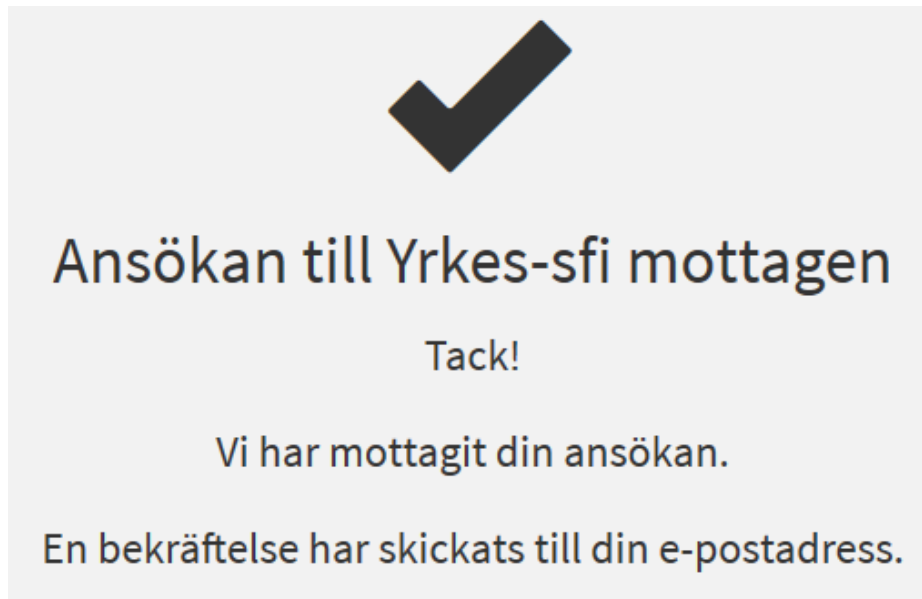 Ansökan till Yrkes-sfi mottagen
Tack!
Vi har mottagit din ansökan.
En bekräftelse har skickats till din e-postadress.